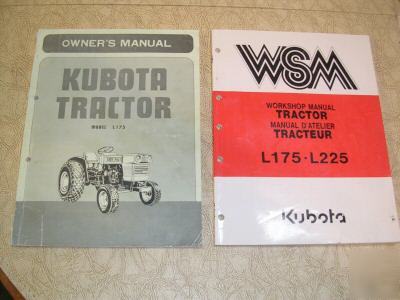 OWNER'S MANUAL
KUBOTA
TRACTOR
MODEL L175
WSM
WORKSHOP MANUAL
TRACTOR
MANUAL D'ATELIER
TRACTEUR
L175·L225
Kubota